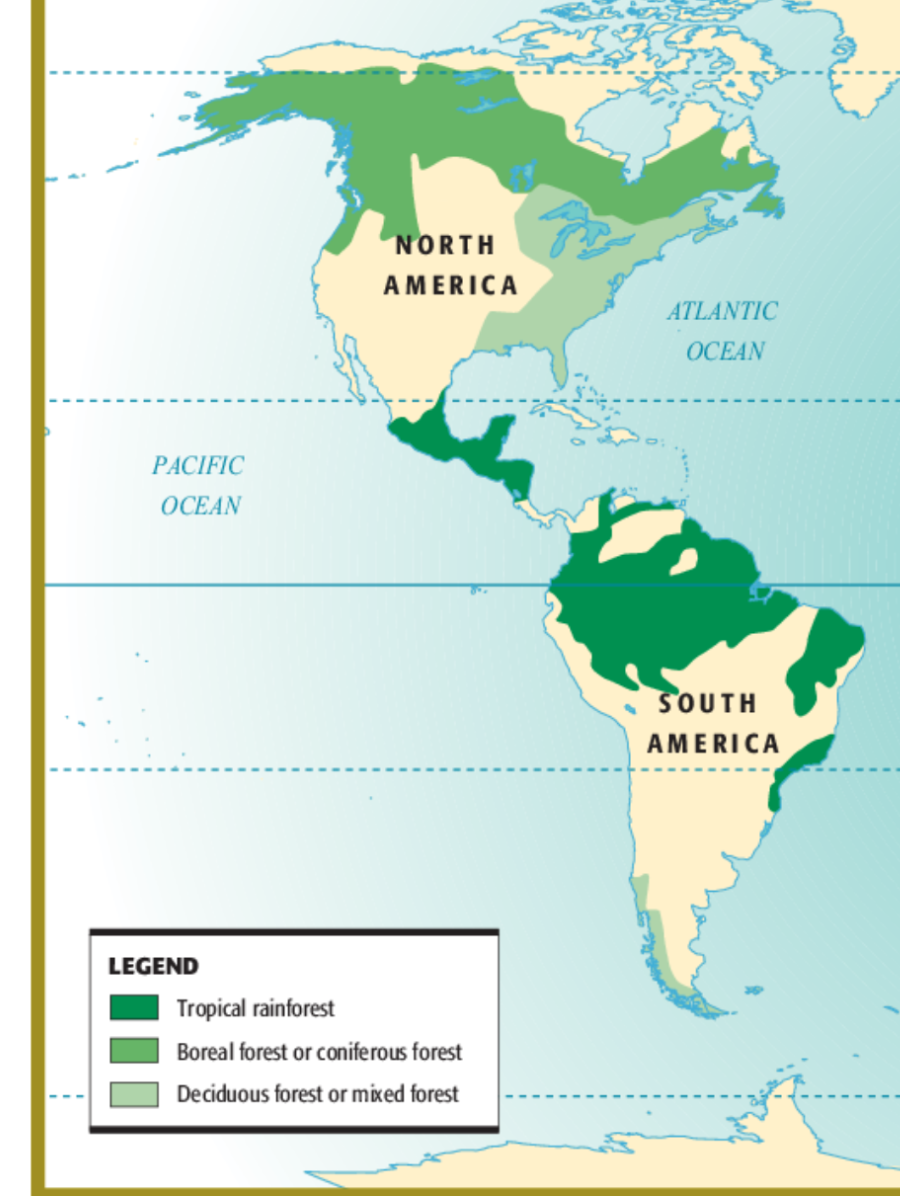 NORTH
AMERICA
ATLANTIC
OCEAN
PACIFIC
OCEAN
SOUTH
AMERICA
LEGEND
Tropical rainforest
Boreal forest or coniferous forest
Deciduous forest or mixed forest